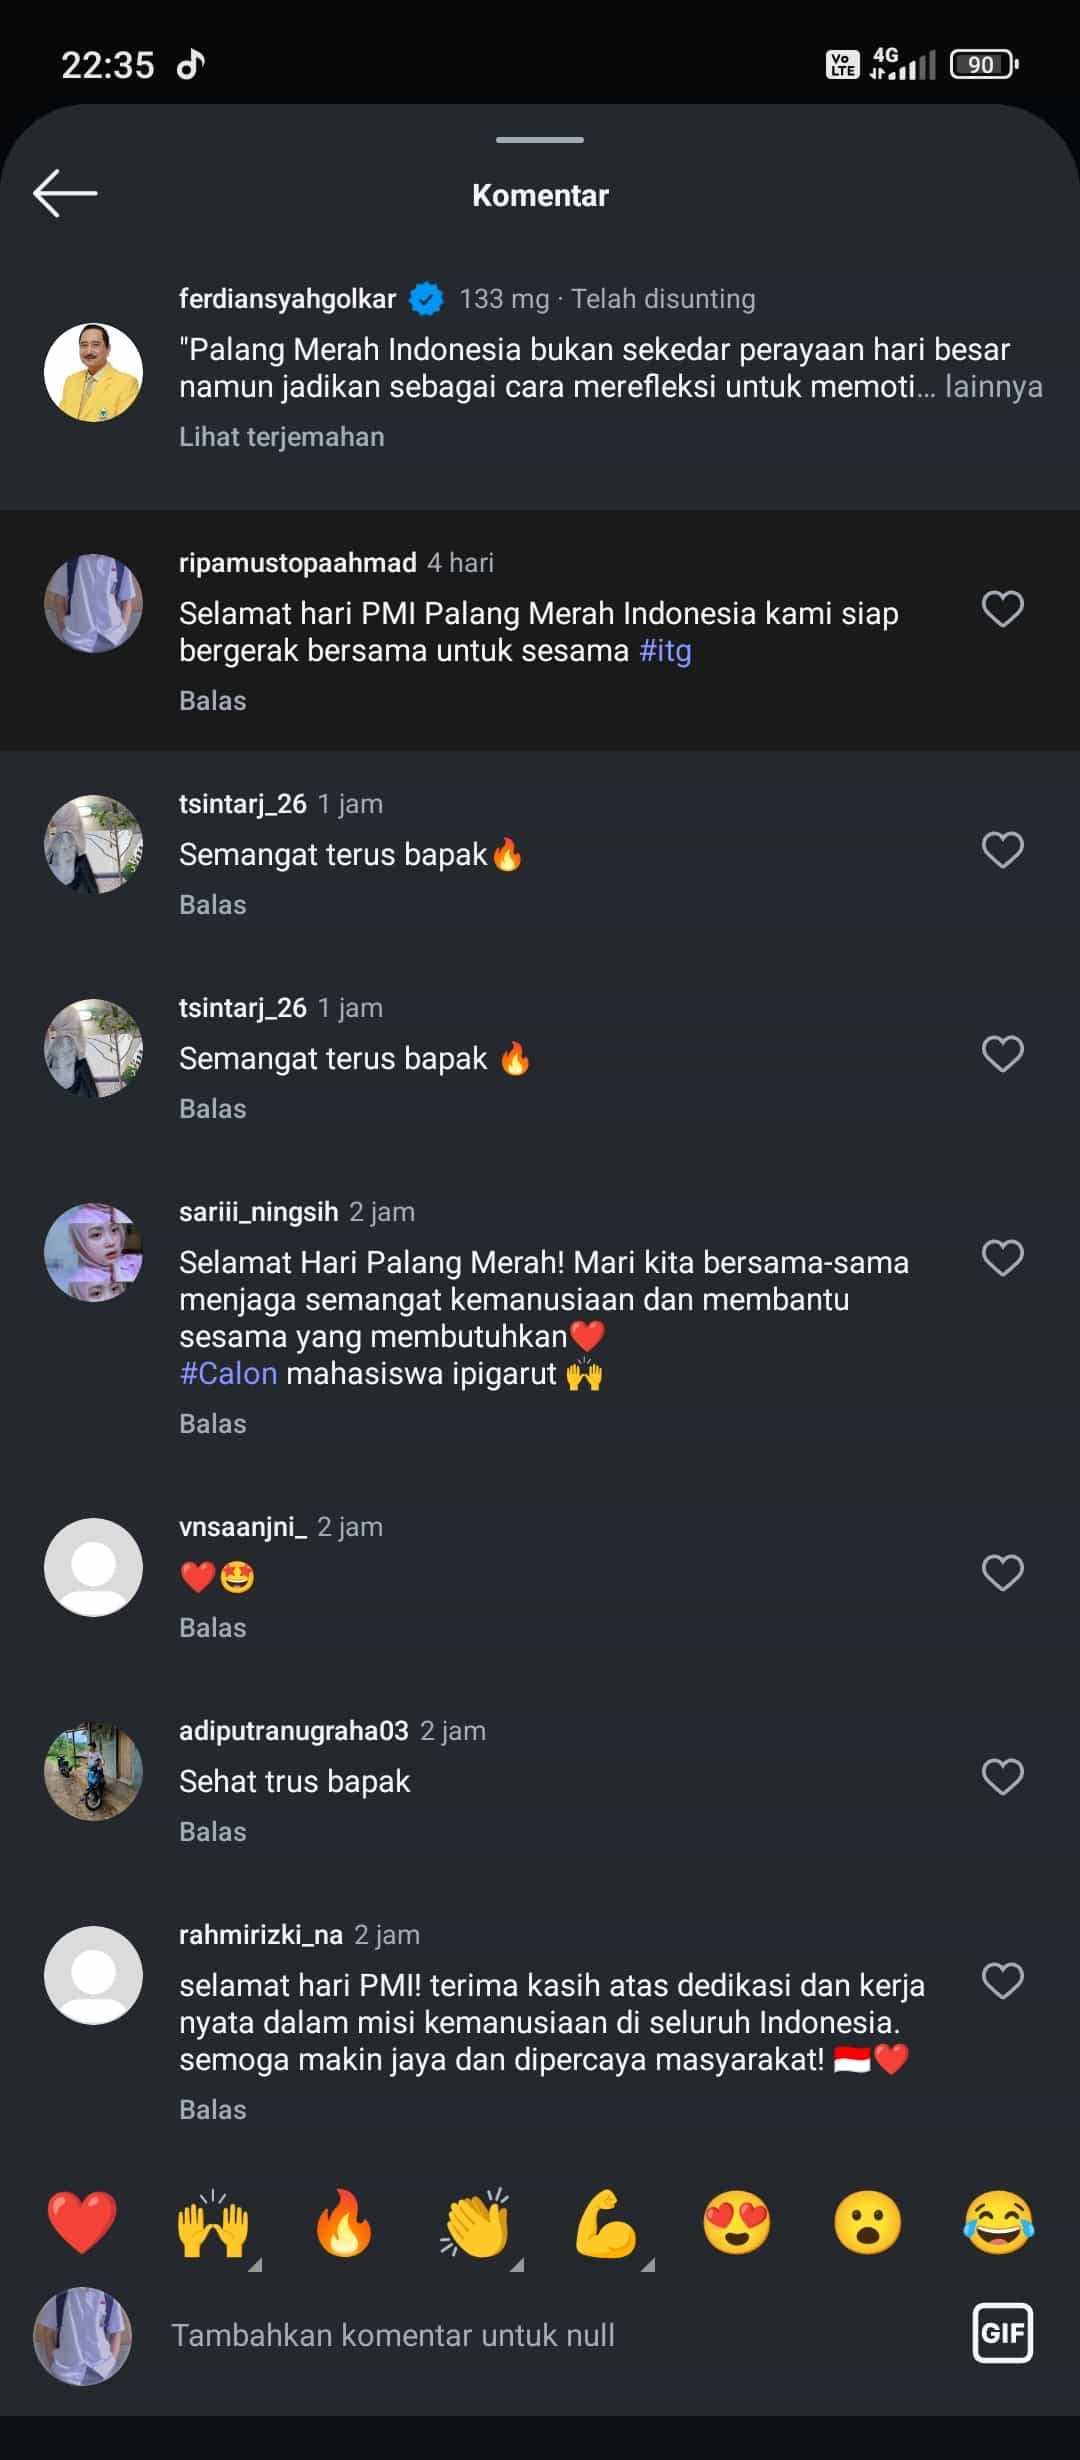 22:35
Vo LTE 4G 90
Komentar
ferdiansyahgolkar 133 mg · Telah disunting
"Palang Merah Indonesia bukan sekedar perayaan hari besar
namun jadikan sebagai cara merefleksi untuk memoti... lainnya
Lihat terjemahan
ripamustopaahmad 4 hari
Selamat hari PMI Palang Merah Indonesia kami siap
bergerak bersama untuk sesama #itg
Balas
tsintarj_26 1 jam
Semangat terus bapak🔥
Balas
tsintarj_26 1 jam
Semangat terus bapak 🔥
Balas
sariii_ningsih 2 jam
Selamat Hari Palang Merah! Mari kita bersama-sama
menjaga semangat kemanusiaan dan membantu
sesama yang membutuhkan❤️
#Calon mahasiswa ipigarut 🙌
Balas
vnsaanjni_ 2 jam
❤️🤩
Balas
adiputranugraha03 2 jam
Sehat trus bapak
Balas
rahmirizki_na 2 jam
selamat hari PMI! terima kasih atas dedikasi dan kerja
nyata dalam misi kemanusiaan di seluruh Indonesia.
semoga makin jaya dan dipercaya masyarakat! 🇮🇩❤️
Balas
❤️🙌🔥👏💪😍😮😂
Tambahkan komentar untuk null
GIF